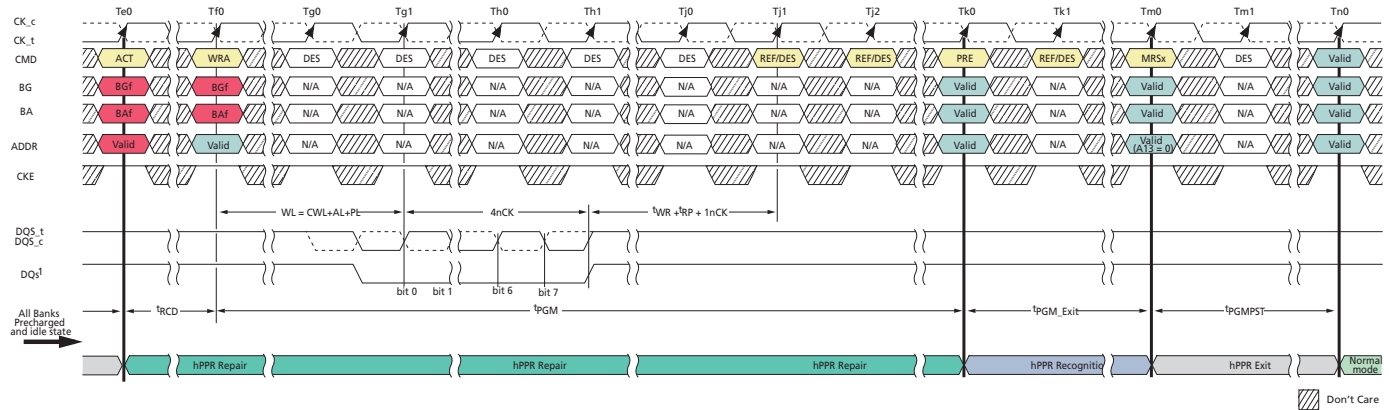 Te0 Tf0 Tg0 Tg1 Th0 Th1 Tj0 Tj1 Tj2 Tk0 Tk1 Tm0 Tm1 Tn0
CK_c
CK_t
CMD ACT WRA DES DES DES DES DES REF/DES REF/DES PRE REF/DES MRSx DES Valid
BG BGf BGf N/A N/A N/A N/A N/A N/A N/A Valid N/A Valid N/A Valid
BA BAf BAf N/A N/A N/A N/A N/A N/A N/A Valid N/A Valid N/A Valid
ADDR Valid Valid N/A N/A N/A N/A N/A N/A N/A Valid N/A Valid (A13 = 0) N/A Valid
CKE
WL = CWL+AL+PL 4nCK tWR +tRP + 1nCK
DQS_t
DQS_c
DQs1
bit 0 bit 1 bit 6 bit 7
All Banks
Precharged
and idle state
tRCD tPGM tPGM_Exit tPGMPST
hPPR Repair hPPR Repair hPPR Repair hPPR Recognitio hPPR Exit Normal
mode
Don't Care